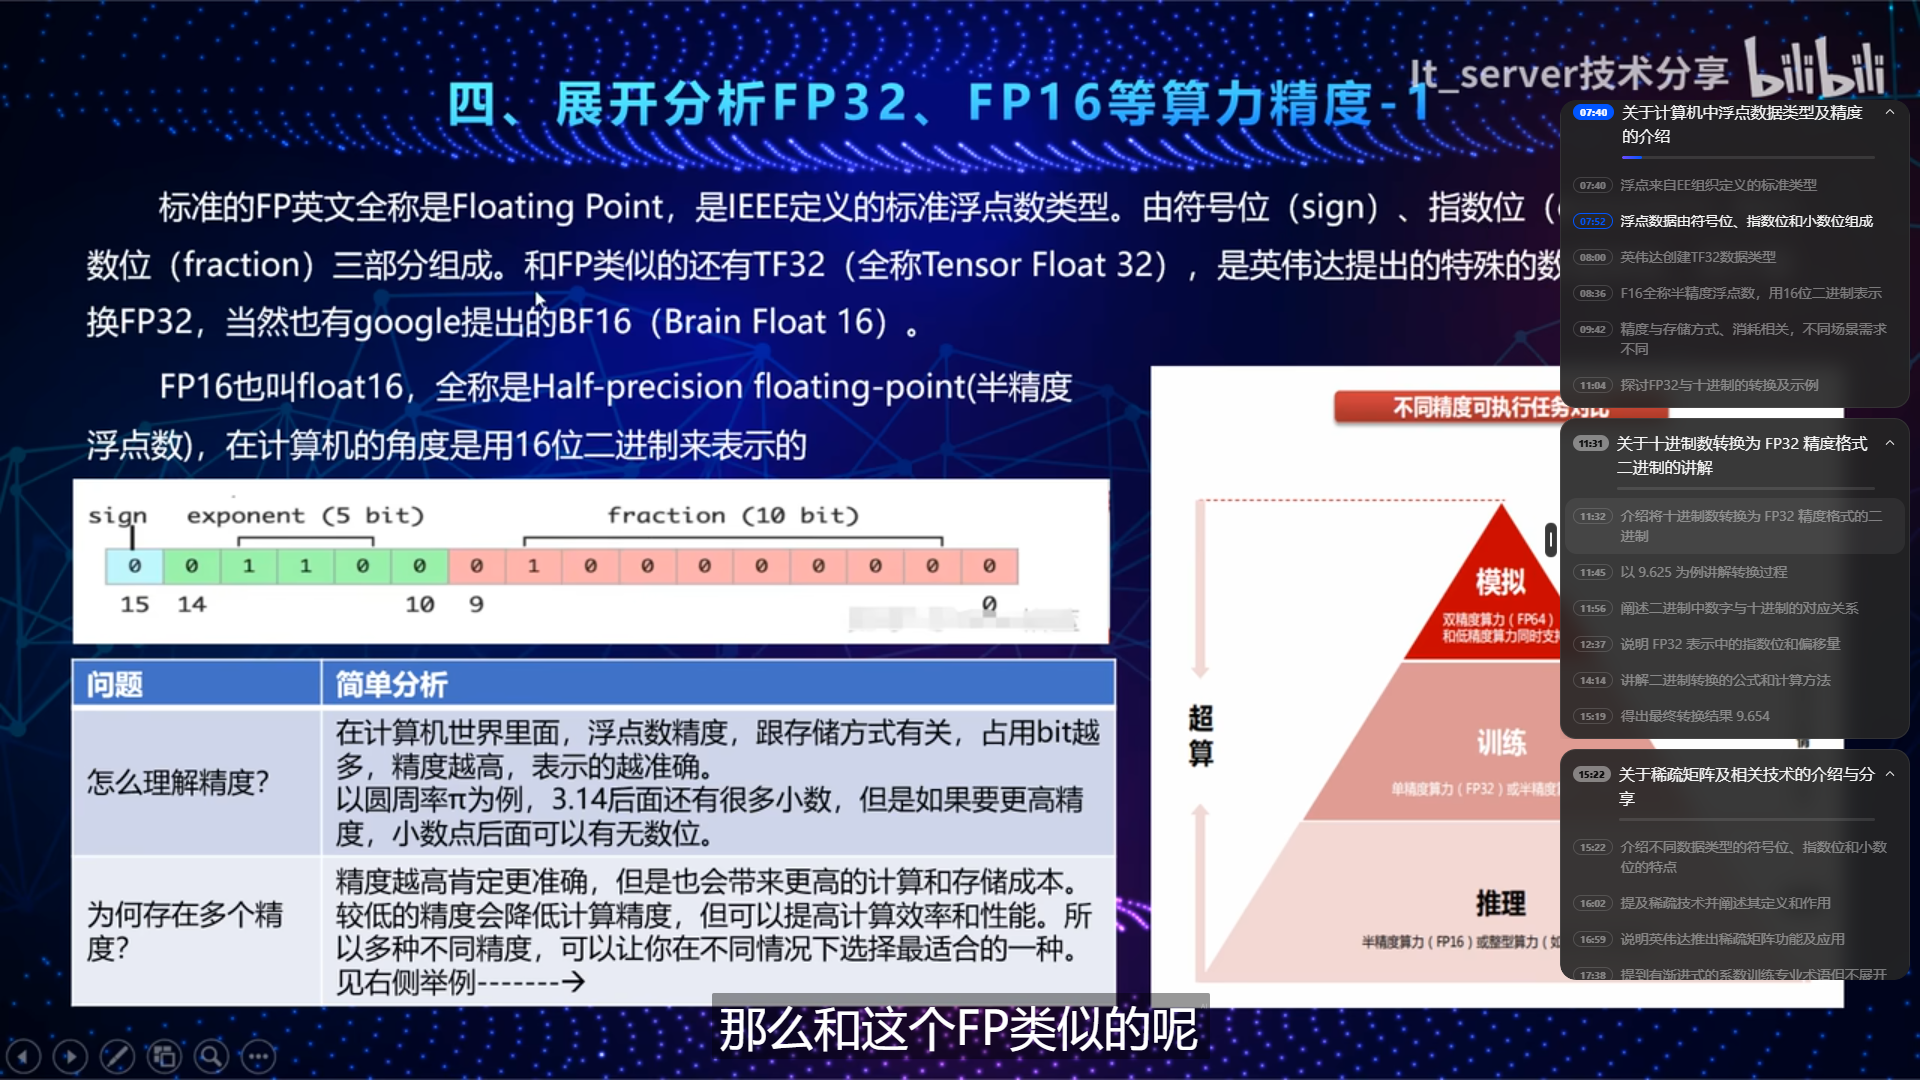 四、展开分析FP32、FP16等算力精度-1
It_server技术分享 bilibili
标准的FP英文全称是Floating Point，是IEEE定义的标准浮点数类型。由符号位（sign）、指数位（
数位（fraction）三部分组成。和FP类似的还有TF32（全称Tensor Float 32），是英伟达提出的特殊的数
换FP32，当然也有google提出的BF16（Brain Float 16）。
FP16也叫float16，全称是Half-precision floating-point(半精度
浮点数)，在计算机的角度是用16位二进制来表示的
sign exponent (5 bit) fraction (10 bit)
0 0 1 1 0 0 0 1 0 0 0 0 0 0 0 0
15 14 10 9 0
问题 简单分析
怎么理解精度？
在计算机世界里面，浮点数精度，跟存储方式有关，占用bit越
多，精度越高，表示的越准确。
以圆周率π为例，3.14后面还有很多小数，但是如果要更高精
度，小数点后面可以有无数位。
为何存在多个精
度？
精度越高肯定更准确，但是也会带来更高的计算和存储成本。
较低的精度会降低计算精度，但可以提高计算效率和性能。所
以多种不同精度，可以让你在不同情况下选择最适合的一种。
见右侧举例-------→
不同精度可执行任务对比
超
算
模拟
双精度算力（FP64）
和低精度算力同时支持
训练
单精度算力（FP32）或半精度
推理
半精度算力（FP16）或整型算力（如
07:40 关于计算机中浮点数据类型及精度
的介绍
07:40 浮点来自EE组织定义的标准类型
07:52 浮点数据由符号位、指数位和小数位组成
08:00 英伟达创建TF32数据类型
08:36 F16全称半精度浮点数，用16位二进制表示
09:42 精度与存储方式、消耗相关，不同场景需求
不同
11:04 探讨FP32与十进制的转换及示例
11:31 关于十进制数转换为 FP32 精度格式
二进制的讲解
11:32 介绍将十进制数转换为 FP32 精度格式的二
进制
11:45 以 9.625 为例讲解转换过程
11:56 阐述二进制中数字与十进制的对应关系
12:37 说明 FP32 表示中的指数位和偏移量
14:14 讲解二进制转换的公式和计算方法
15:19 得出最终转换结果 9.654
15:22 关于稀疏矩阵及相关技术的介绍与分
享
15:22 介绍不同数据类型的符号位、指数位和小数
位的特点
16:02 提及稀疏技术并阐述其定义和作用
16:59 说明英伟达推出稀疏矩阵功能及应用
17:38 提到有渐进式的系数训练专业术语但不展开
那么和这个FP类似的呢